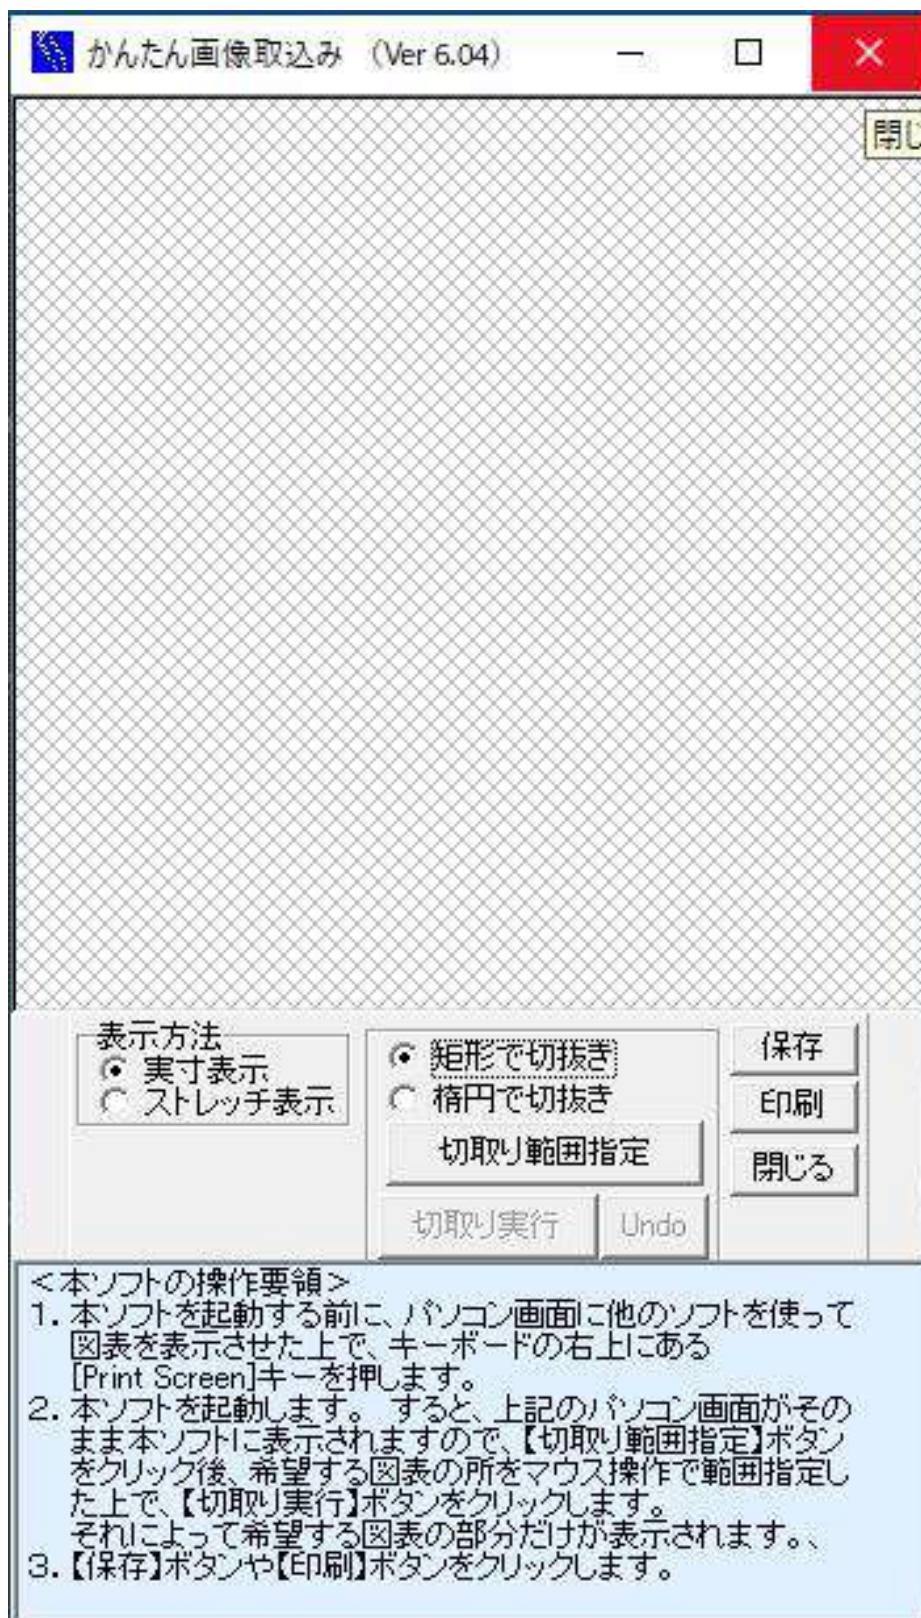 かんたん画像取込み (Ver 6.04)
閉じ
表示方法
実寸表示
ストレッチ表示
矩形で切抜き
楕円で切抜き
切取り範囲指定
切取り実行
Undo
保存
印刷
閉じる
＜本ソフトの操作要領＞
1. 本ソフトを起動する前に、パソコン画面に他のソフトを使って
図表を表示させた上で、キーボードの右上にある
[Print Screen]キーを押します。
2. 本ソフトを起動します。 すると、上記のパソコン画面がその
まま本ソフトに表示されますので、【切取り範囲指定】ボタン
をクリック後、希望する図表の所をマウス操作で範囲指定し
た上で、【切取り実行】ボタンをクリックします。
それによって希望する図表の部分だけが表示されます。、
3. 【保存】ボタンや【印刷】ボタンをクリックします。